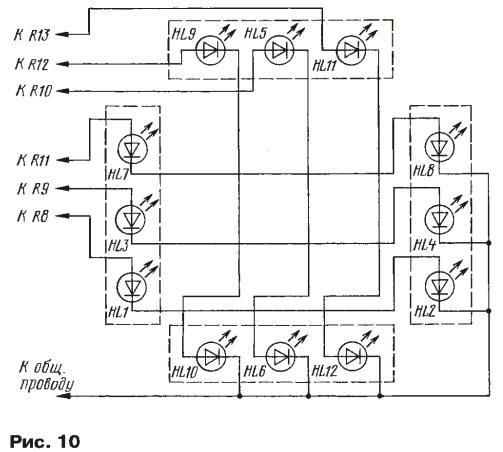 К R13
К R12
К R10
К R11
К R9
К R8
HL9
HL5
HL11
HL7
HL3
HL1
HL8
HL4
HL2
HL10
HL6
HL12
К общ.
проводу
Рис. 10